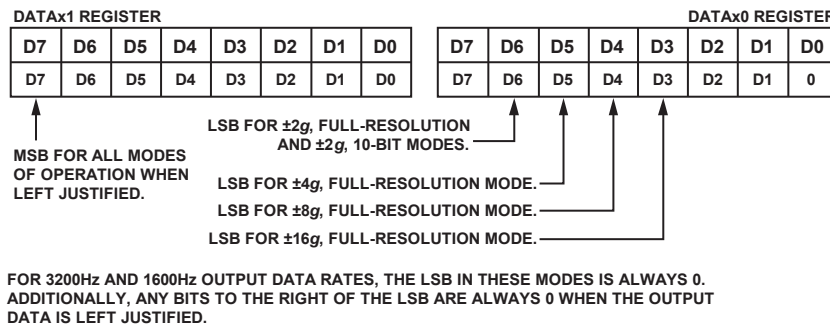 DATAx1 REGISTER
DATAx0 REGISTER
D7 D6 D5 D4 D3 D2 D1 D0
D7 D6 D5 D4 D3 D2 D1 D0
D7 D6 D5 D4 D3 D2 D1 D0
D7 D6 D5 D4 D3 D2 D1 0
MSB FOR ALL MODES
OF OPERATION WHEN
LEFT JUSTIFIED.
LSB FOR ±2g, FULL-RESOLUTION
AND ±2g, 10-BIT MODES.
LSB FOR ±4g, FULL-RESOLUTION MODE.
LSB FOR ±8g, FULL-RESOLUTION MODE.
LSB FOR ±16g, FULL-RESOLUTION MODE.
FOR 3200Hz AND 1600Hz OUTPUT DATA RATES, THE LSB IN THESE MODES IS ALWAYS 0.
ADDITIONALLY, ANY BITS TO THE RIGHT OF THE LSB ARE ALWAYS 0 WHEN THE OUTPUT
DATA IS LEFT JUSTIFIED.